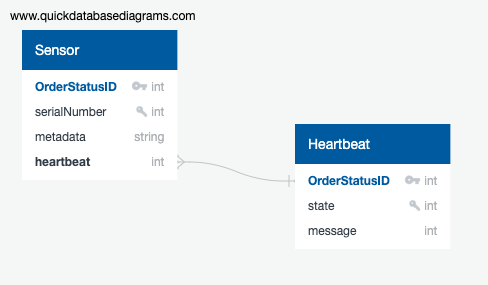 www.quickdatabasediagrams.com
Sensor
OrderStatusID int
serialNumber int
metadata string
heartbeat int
Heartbeat
OrderStatusID int
state int
message int